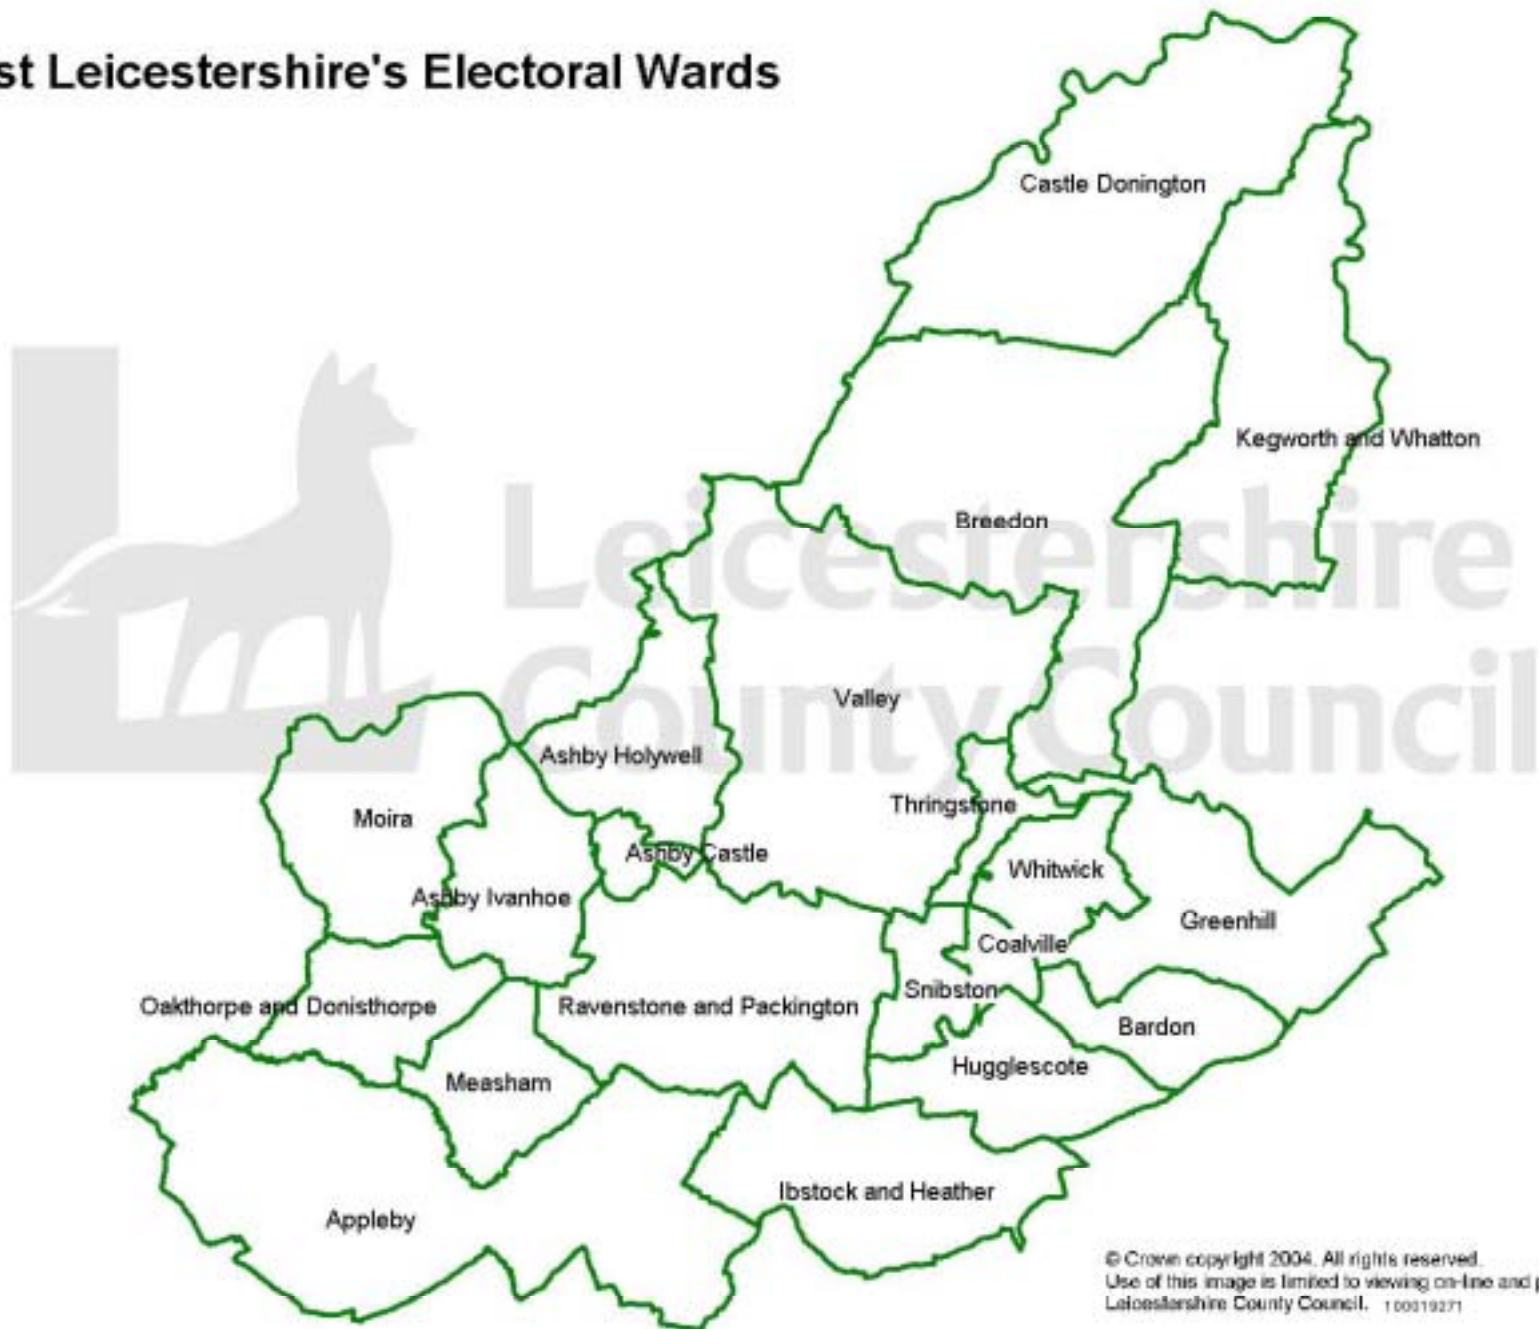 st Leicestershire's Electoral Wards
Castle Donington
Kegworth and Whatton
Breedon
Leicestershire
County Council
Valley
Ashby Holywell
Thringstone
Moira
Ashby Castle
Whitwick
Ashby Ivanhoe
Greenhill
Coalville
Snibston
Oakthorpe and Donisthorpe
Ravenstone and Packington
Bardon
Hugglescote
Measham
Ibstock and Heather
Appleby
© Crown copyright 2004. All rights reserved.
Use of this image is limited to viewing on-line and p
Leicestershire County Council. 100019271